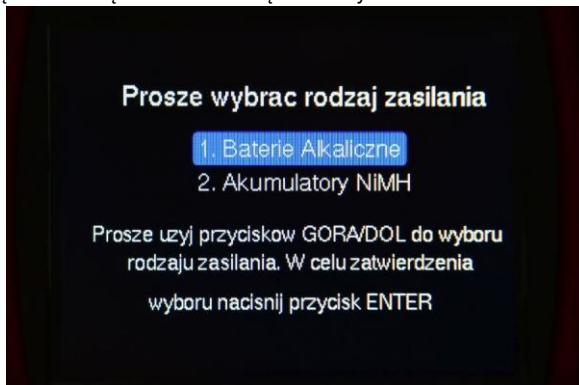 Prosze wybrac rodzaj zasilania
1. Baterie Alkaliczne
2. Akumulatory NiMH
Prosze uzyj przyciskow GORA/DOL do wyboru
rodzaju zasilania. W celu zatwierdzenia
wyboru nacisnij przycisk ENTER